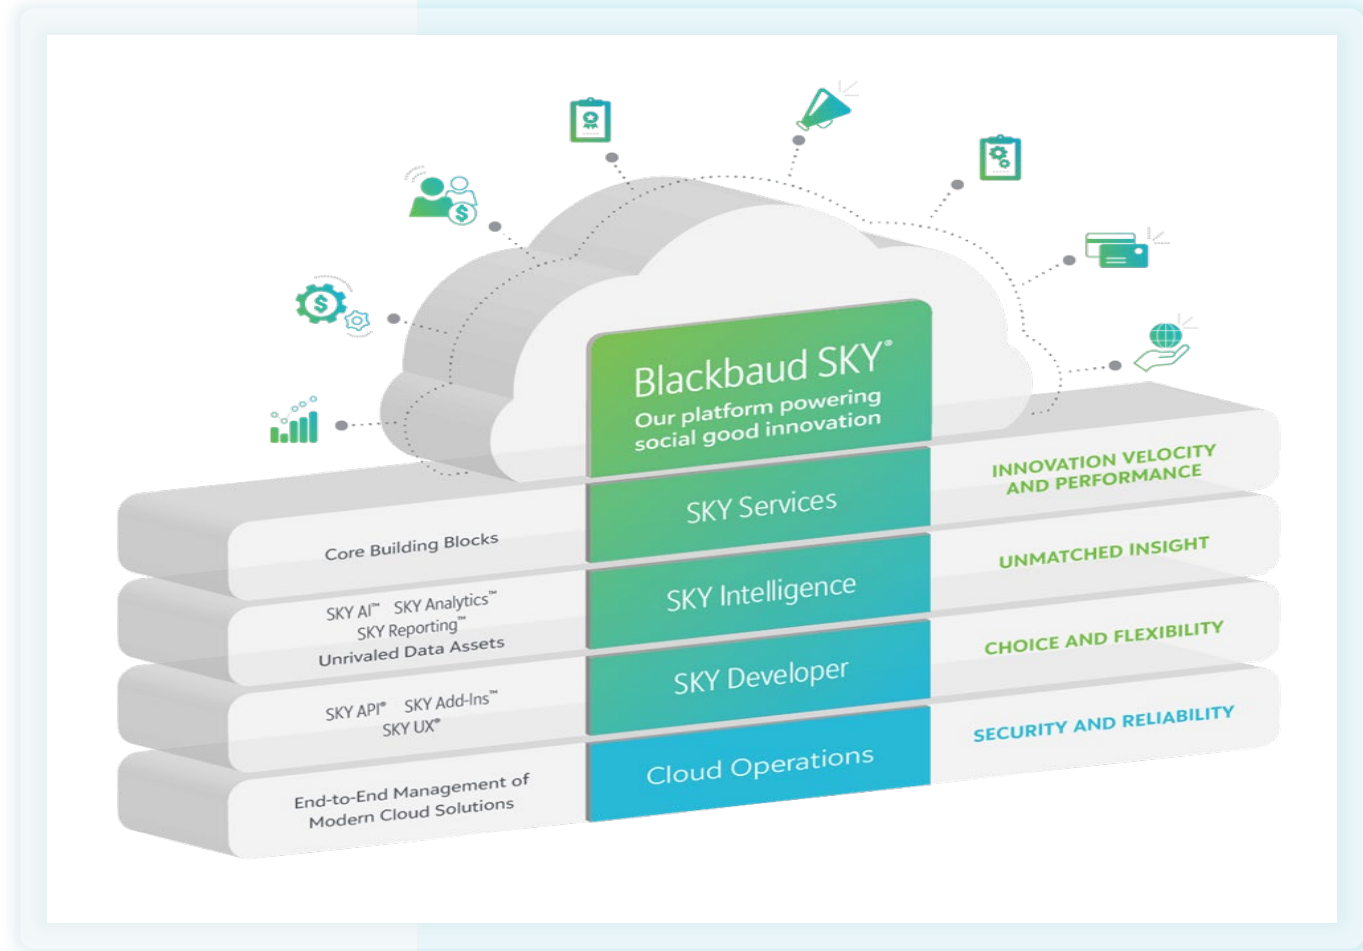 Blackbaud SKY®
Our platform powering
social good innovation
Core Building Blocks
SKY Services
INNOVATION VELOCITY
AND PERFORMANCE
SKY AI™ SKY Analytics™
SKY Reporting™
Unrivaled Data Assets
SKY Intelligence
UNMATCHED INSIGHT
SKY API® SKY Add-Ins™
SKY UX®
SKY Developer
CHOICE AND FLEXIBILITY
End-to-End Management of
Modern Cloud Solutions
Cloud Operations
SECURITY AND RELIABILITY